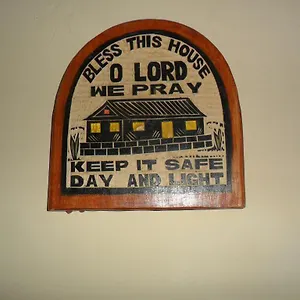 BLESS THIS HOUSE
O LORD
WE PRAY
KEEP IT SAFE
DAY AND LIGHT